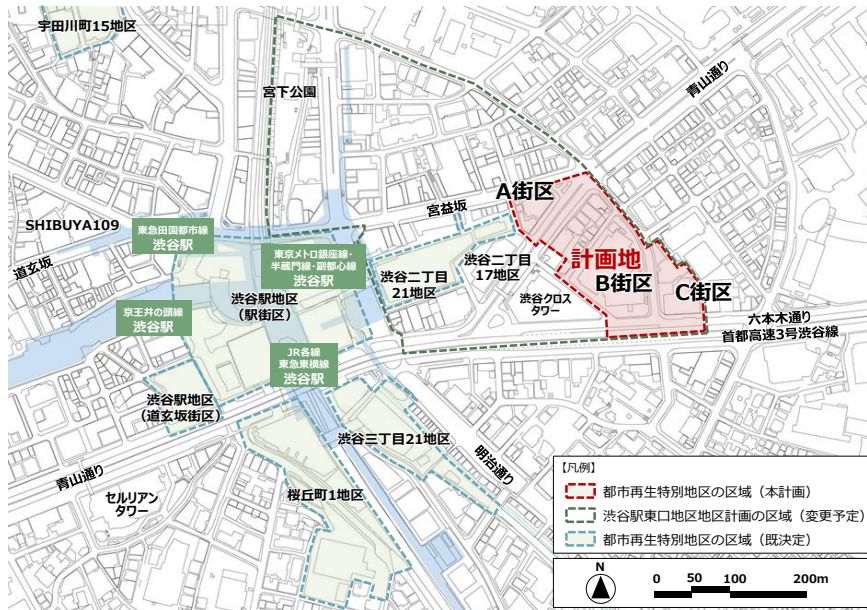 宇田川町15地区
宮下公園
青山通り
A街区
宮益坂
SHIBUYA109
東急田園都市線
渋谷駅
道玄坂
東京メトロ銀座線・
半蔵門線・副都心線
渋谷駅
渋谷二丁目
21地区
渋谷二丁目
17地区
計画地
B街区
C街区
渋谷クロス
タワー
渋谷駅地区
(駅街区)
京王井の頭線
渋谷駅
六本木通り
首都高速3号渋谷線
JR各線
東急東横線
渋谷駅
渋谷駅地区
(道玄坂街区)
渋谷三丁目21地区
明治通り
青山通り
セルリアン
タワー
桜丘町1地区
【凡例】
都市再生特別地区の区域(本計画)
渋谷駅東口地区地区計画の区域(変更予定)
都市再生特別地区の区域(既決定)
N
0 50 100 200m